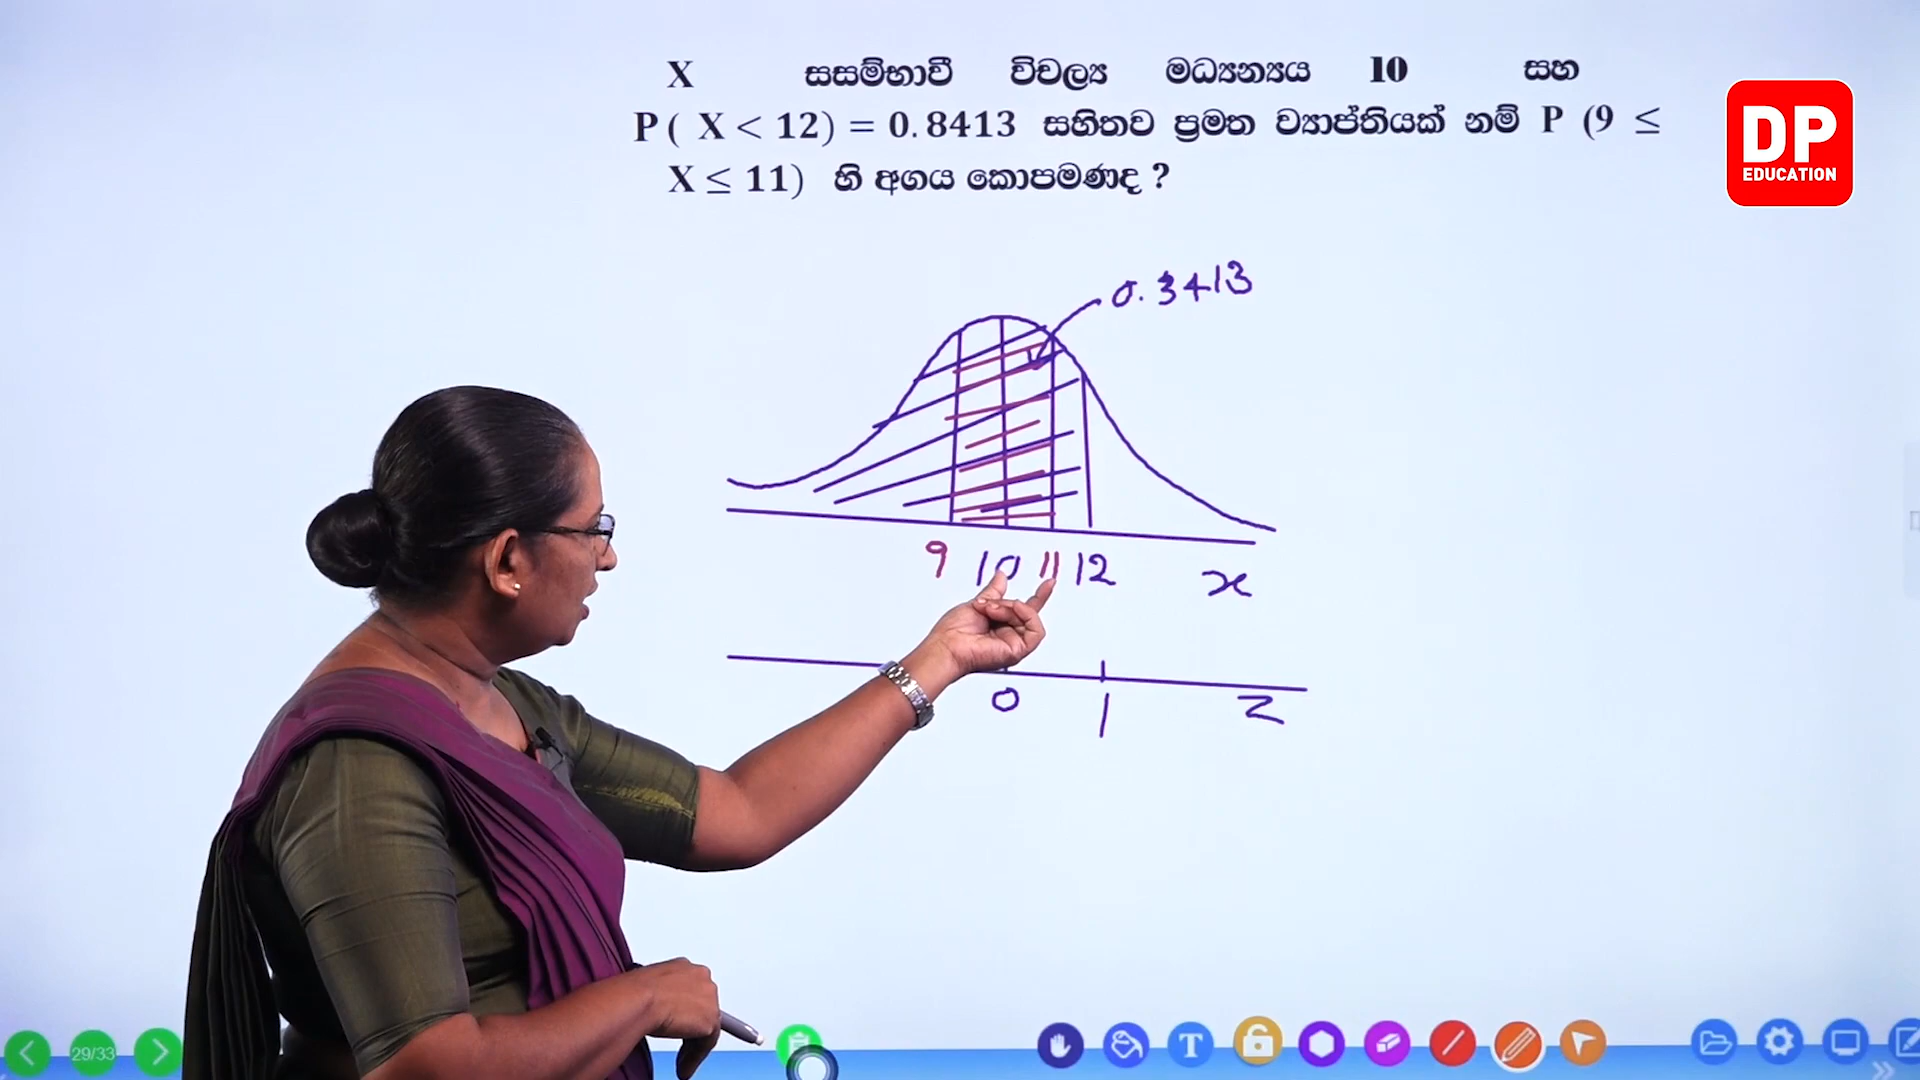 X සසම්භාවී විචල්‍ය මධ්‍යන්‍යය 10 සහ
P ( X < 12) = 0.8413 සහිතව ප්‍රමත ව්‍යාප්තියක් නම් P (9 ≤
X ≤ 11) හි අගය කොපමණද ?
DP
EDUCATION
0.3413
9 10 11 12 x
0 1 Z
29/33
T